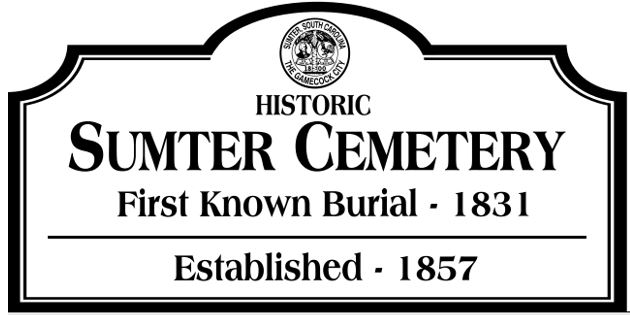 SUMTER, SOUTH CAROLINA
THE GAMECOCK CITY
HISTORIC
SUMTER CEMETERY
First Known Burial - 1831
Established - 1857